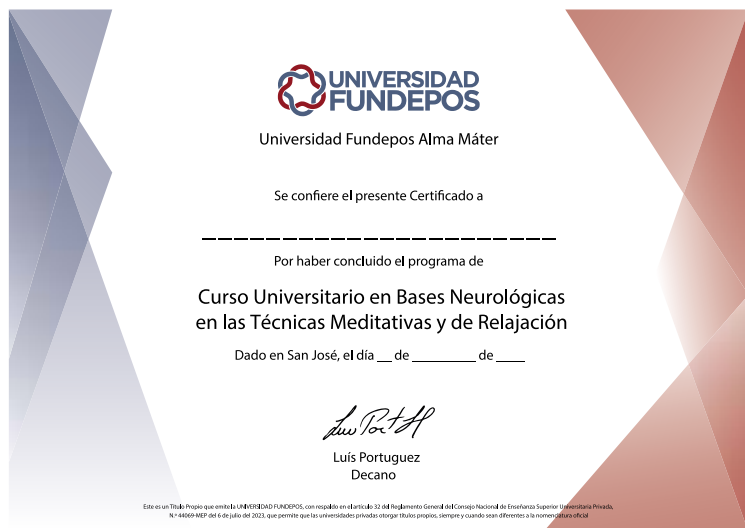 UNIVERSIDAD
FUNDEPOS
Universidad Fundepos Alma Máter
Se confiere el presente Certificado a
Por haber concluido el programa de
Curso Universitario en Bases Neurológicas
en las Técnicas Meditativas y de Relajación
Dado en San José, el día __ de ________ de ____
Luís Portuguez
Decano
Este es un Título Propio que emite la UNIVERSIDAD FUNDEPOS, con respaldo en el artículo 32 del Reglamento General del Consejo Nacional de Enseñanza Superior Universitaria Privada,
N.º 44069-MEP del 6 de julio del 2023, que permite que las universidades privadas otorgar títulos propios, siempre y cuando sean diferentes a la nomenclatura oficial